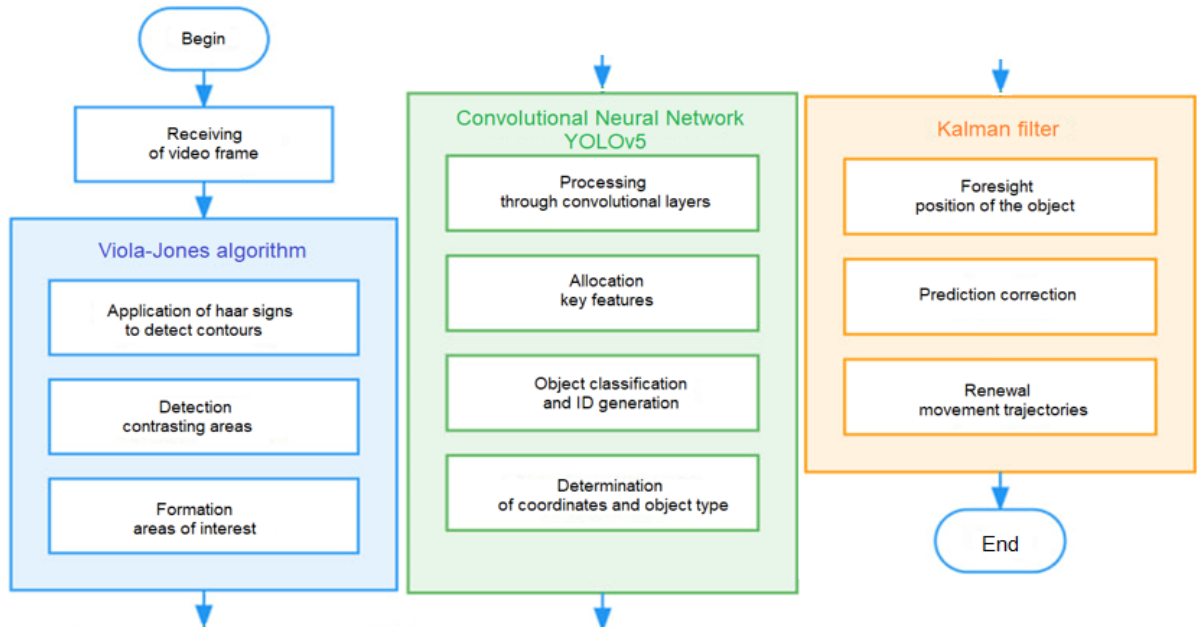 Begin
Receiving
of video frame
Viola-Jones algorithm
Application of haar signs
to detect contours
Detection
contrasting areas
Formation
areas of interest
Convolutional Neural Network
YOLOv5
Processing
through convolutional layers
Allocation
key features
Object classification
and ID generation
Determination
of coordinates and object type
Kalman filter
Foresight
position of the object
Prediction correction
Renewal
movement trajectories
End